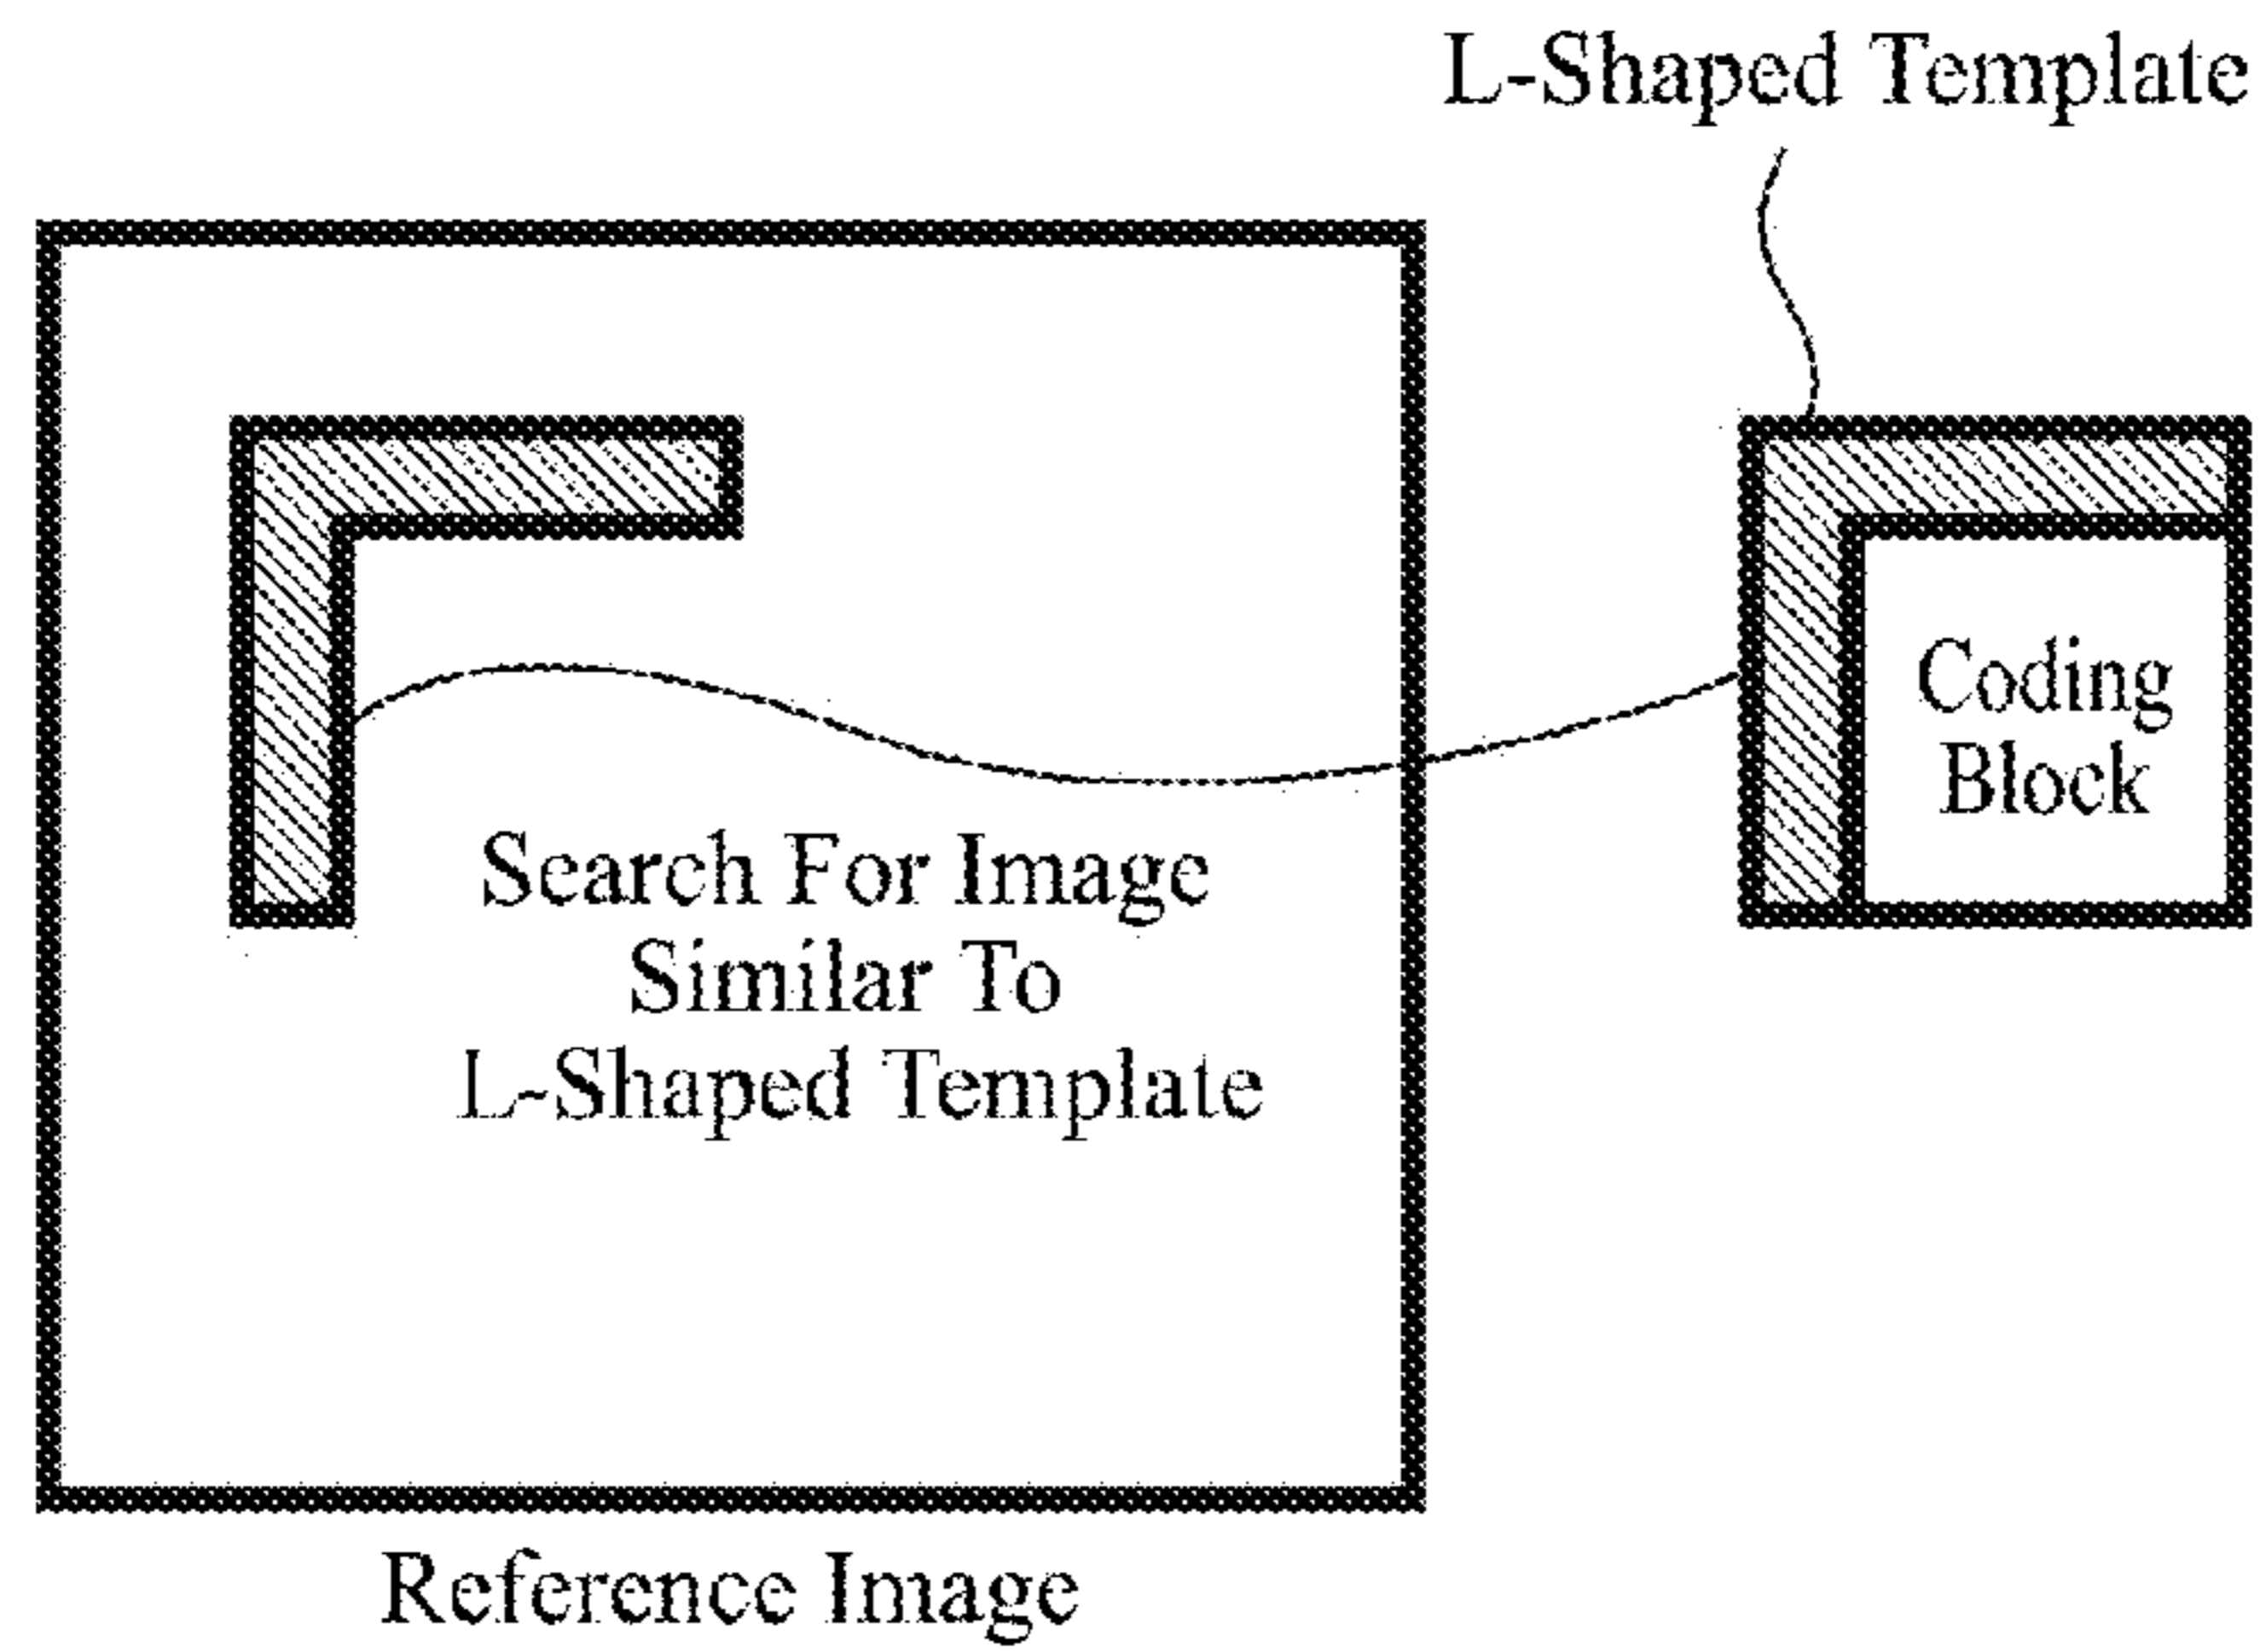 L-Shaped Template
Coding
Block
Search For Image
Similar To
L-Shaped Template
Reference Image